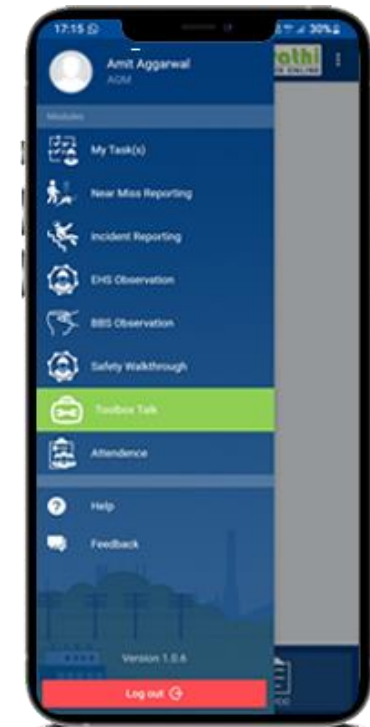 17:15
30%
Amit Aggarwal
AGM
Modules
My Task(s)
Near Miss Reporting
Incident Reporting
EHS Observation
BBS Observation
Safety Walkthrough
Toolbox Talk
Attendence
Help
Feedback
Version 1.0.6
Log out